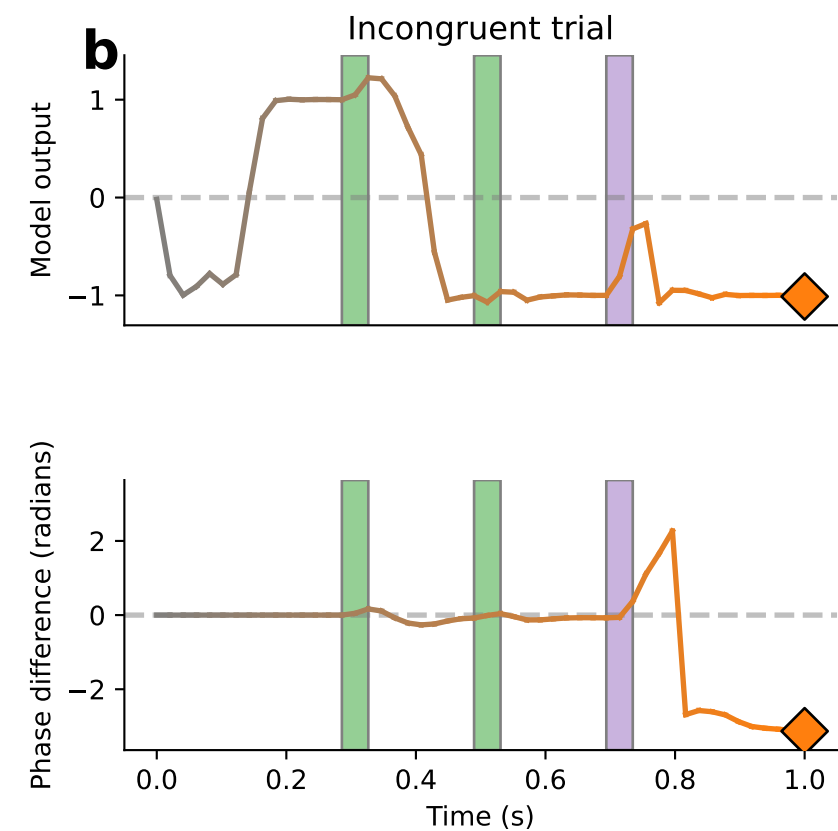 b
Incongruent trial
Model output
1
0
−1
Phase difference (radians)
2
0
−2
0.0 0.2 0.4 0.6 0.8 1.0
Time (s)